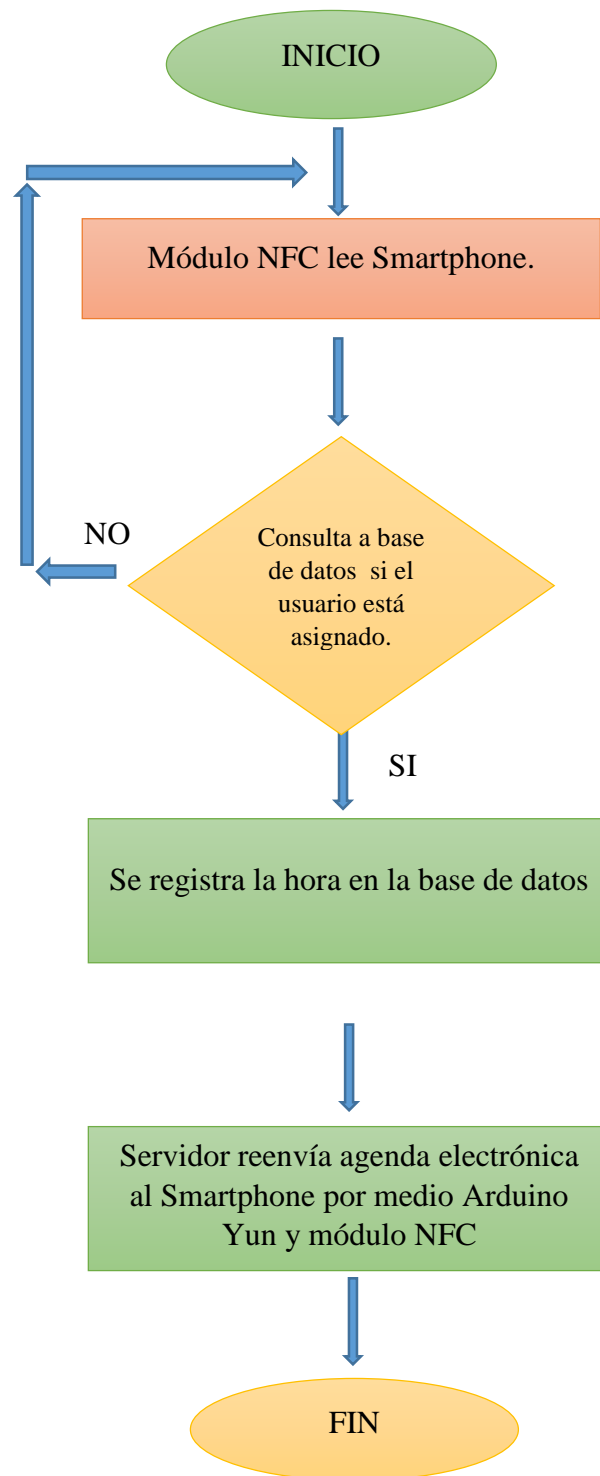 INICIO
Módulo NFC lee Smartphone.
NO
Consulta a base
de datos si el
usuario está
asignado.
SI
Se registra la hora en la base de datos
Servidor reenvía agenda electrónica
al Smartphone por medio Arduino
Yun y módulo NFC
FIN